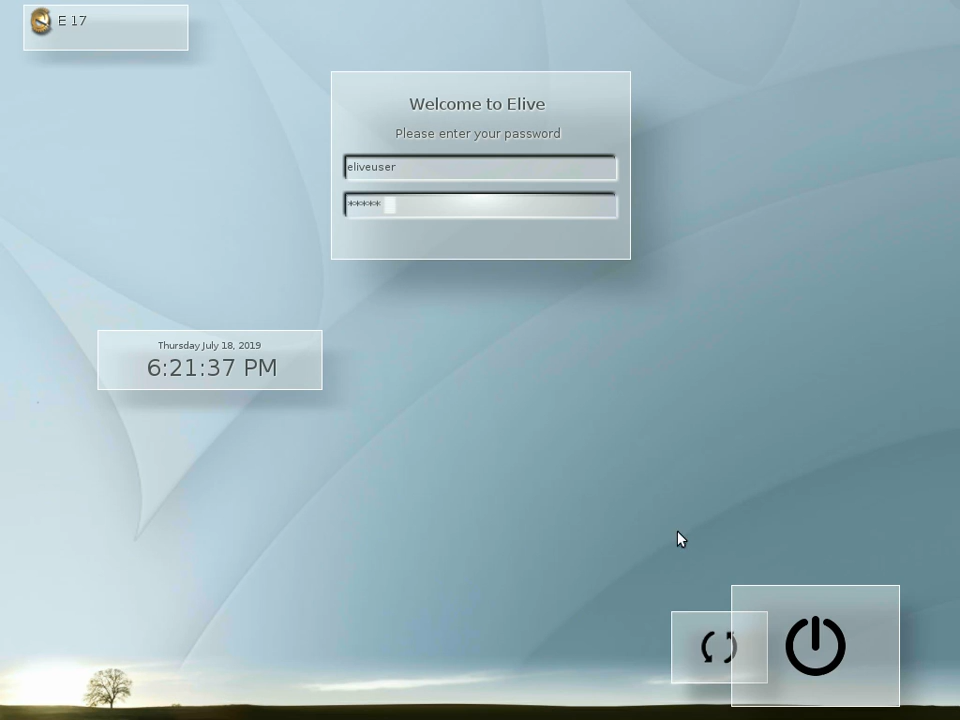 E 17
Welcome to Elive
Please enter your password
eliveuser
*****
Thursday July 18, 2019
6:21:37 PM